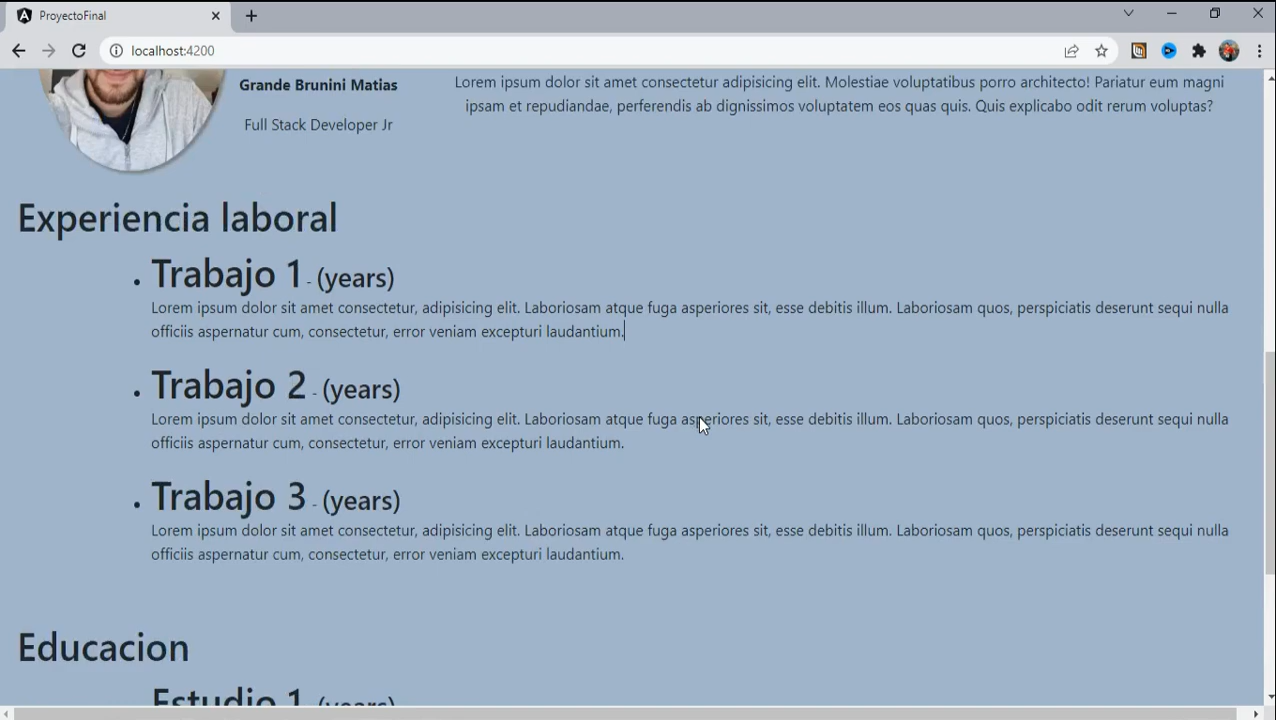 ProyectoFinal
localhost:4200
Grande Brunini Matias
Full Stack Developer Jr
Lorem ipsum dolor sit amet consectetur adipisicing elit. Molestiae voluptatibus porro architecto! Pariatur eum magni
ipsam et repudiandae, perferendis ab dignissimos voluptatem eos quas quis. Quis explicabo odit rerum voluptas?
Experiencia laboral
• Trabajo 1 - (years)
Lorem ipsum dolor sit amet consectetur, adipisicing elit. Laboriosam atque fuga asperiores sit, esse debitis illum. Laboriosam quos, perspiciatis deserunt sequi nulla
officiis aspernatur cum, consectetur, error veniam excepturi laudantium.
• Trabajo 2 - (years)
Lorem ipsum dolor sit amet consectetur, adipisicing elit. Laboriosam atque fuga asperiores sit, esse debitis illum. Laboriosam quos, perspiciatis deserunt sequi nulla
officiis aspernatur cum, consectetur, error veniam excepturi laudantium.
• Trabajo 3 - (years)
Lorem ipsum dolor sit amet consectetur, adipisicing elit. Laboriosam atque fuga asperiores sit, esse debitis illum. Laboriosam quos, perspiciatis deserunt sequi nulla
officiis aspernatur cum, consectetur, error veniam excepturi laudantium.
Educacion
Estudio 1 - (years)